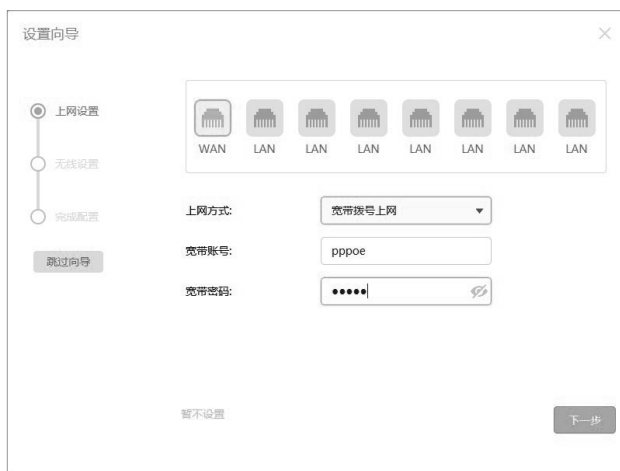 设置向导
上网设置
无线设置
完成配置
跳过向导
WAN LAN LAN LAN LAN LAN LAN LAN
上网方式: 宽带拨号上网
宽带账号: pppoe
宽带密码: •••••
暂不设置
下一步